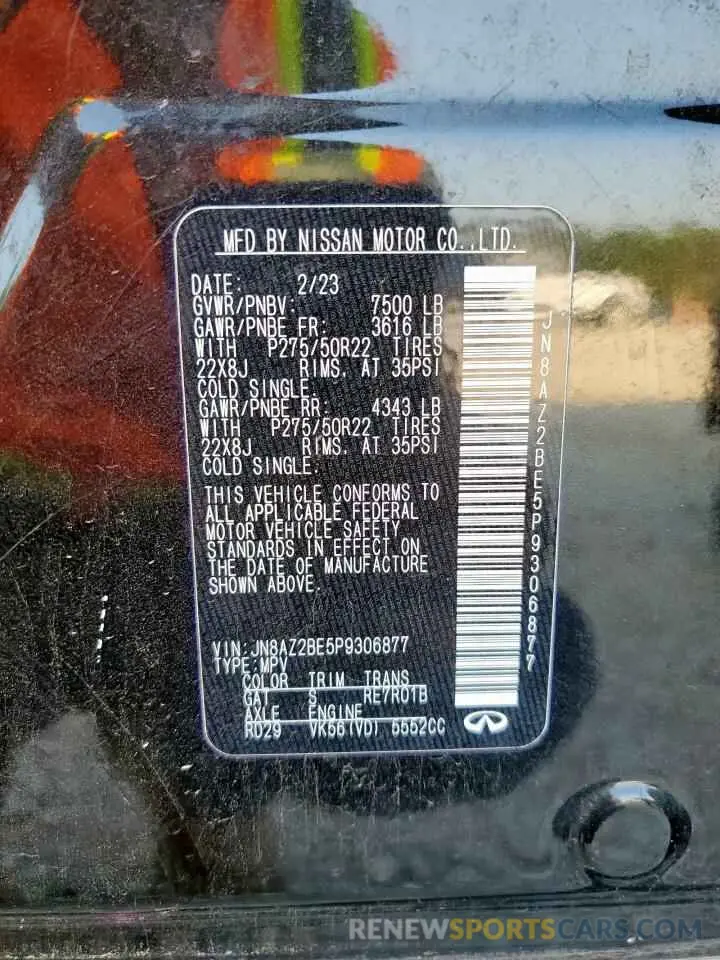 MFD BY NISSAN MOTOR CO.,LTD.
DATE: 2/23
GVWR/PNBV: 7500 LB
GAWR/PNBE FR: 3616 LB
WITH P275/50R22 TIRES
22X8J RIMS. AT 35PSI
COLD SINGLE.
GAWR/PNBE RR: 4343 LB
WITH P275/50R22 TIRES
22X8J RIMS. AT 35PSI
COLD SINGLE.
THIS VEHICLE CONFORMS TO
ALL APPLICABLE FEDERAL
MOTOR VEHICLE SAFETY
STANDARDS IN EFFECT ON
THE DATE OF MANUFACTURE
SHOWN ABOVE.
VIN:JN8AZ2BE5P9306877
TYPE:MPV
COLOR TRIM TRANS
GAT S RE7R01B
AXLE ENGINE
RD29 VK56(VD) 5552CC
JN8AZ2BE5P9306877
RENEWSPORTSCARS.COM